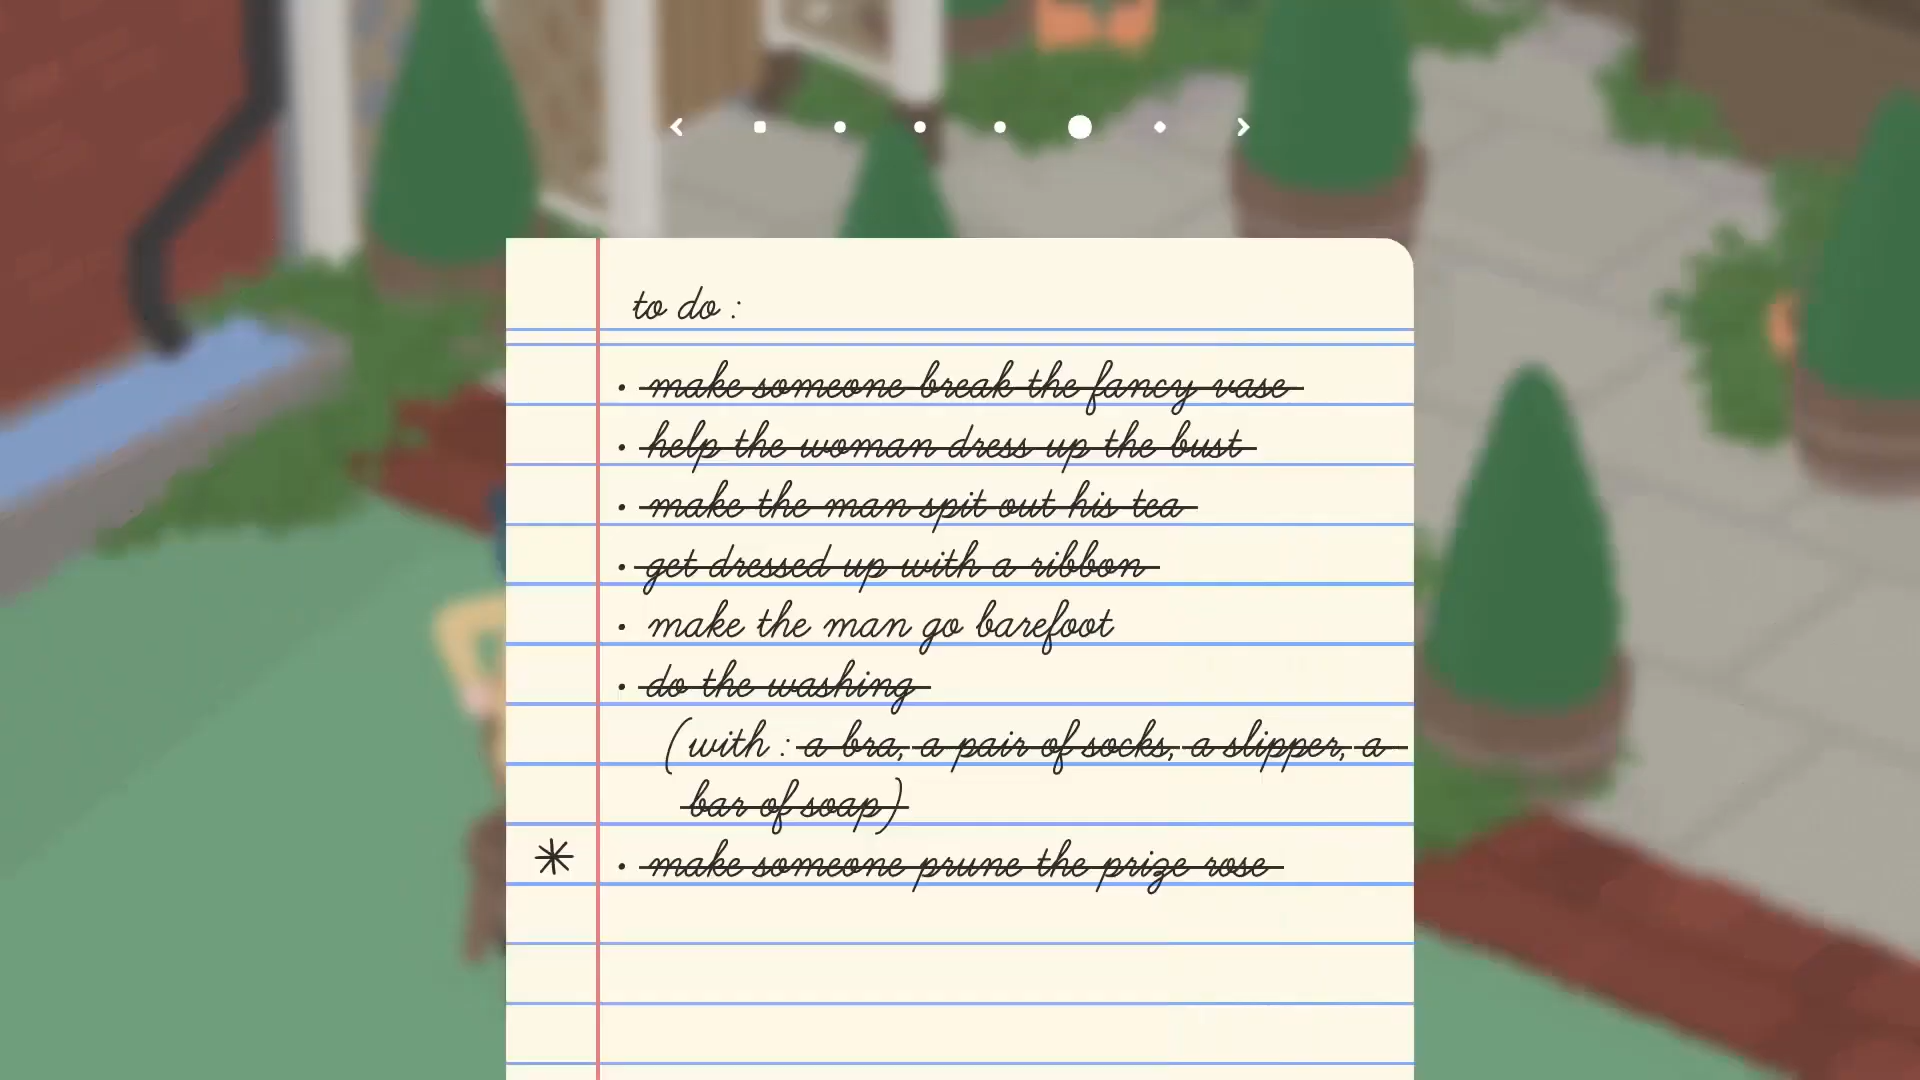 to do :
• make someone break the fancy vase
• help the woman dress up the bust
• make the man spit out his tea
• get dressed up with a ribbon
• make the man go barefoot
• do the washing
(with : a bra, a pair of socks, a slipper, a
bar of soap)
• make someone prune the prize rose